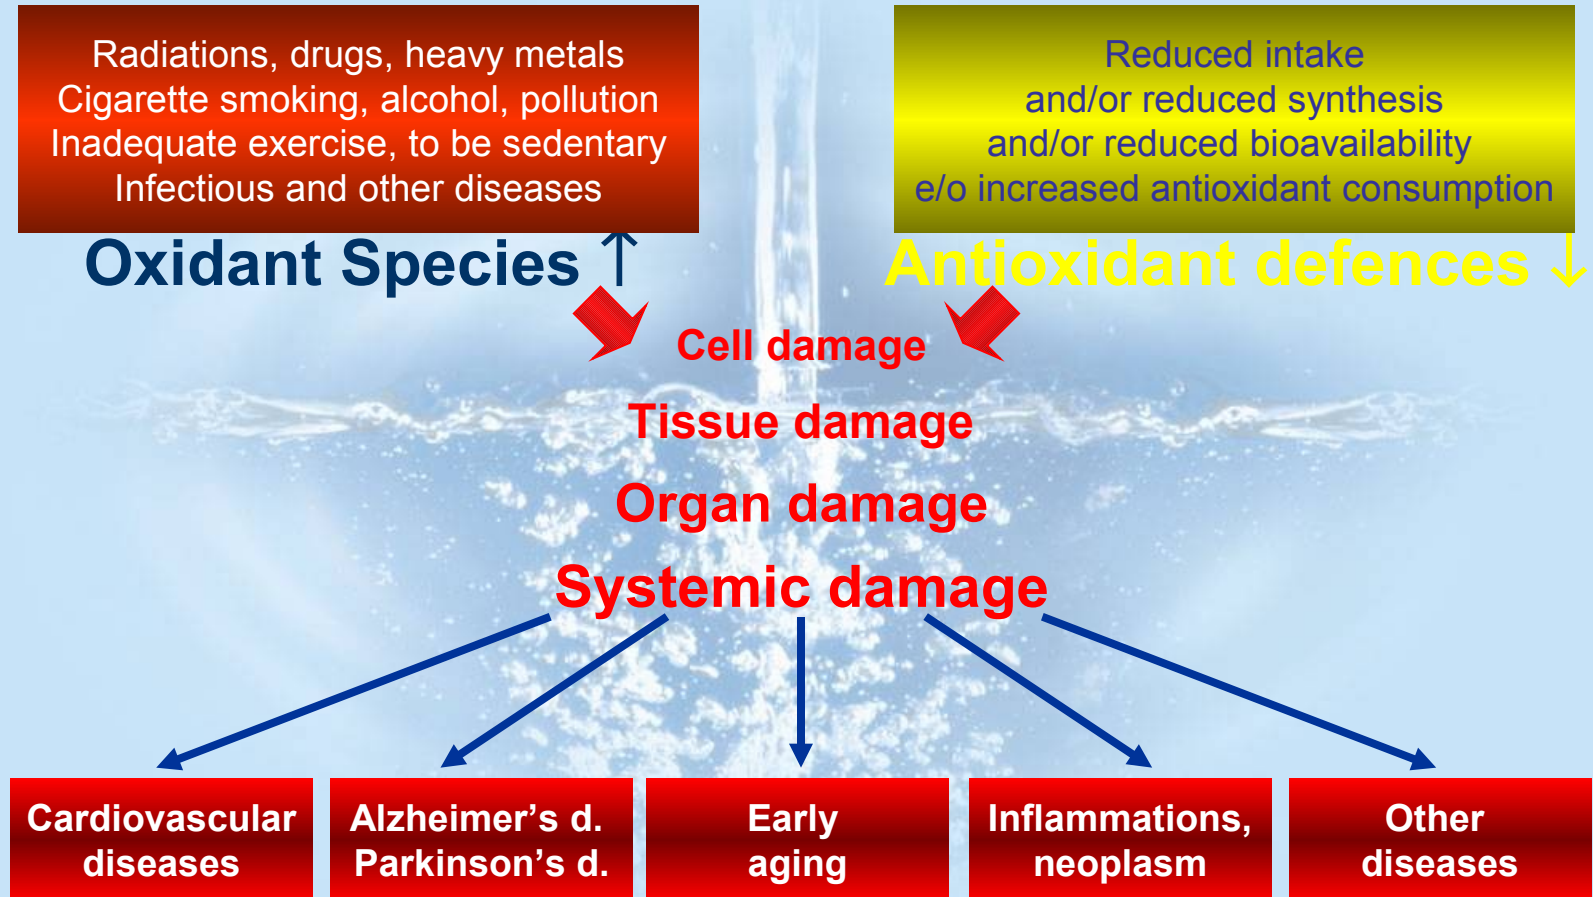 Radiations, drugs, heavy metals
Cigarette smoking, alcohol, pollution
Inadequate exercise, to be sedentary
Infectious and other diseases
Oxidant Species ↑
Reduced intake
and/or reduced synthesis
and/or reduced bioavailability
e/o increased antioxidant consumption
Antioxidant defences ↓
Cell damage
Tissue damage
Organ damage
Systemic damage
Cardiovascular
diseases
Alzheimer's d.
Parkinson's d.
Early
aging
Inflammations,
neoplasm
Other
diseases